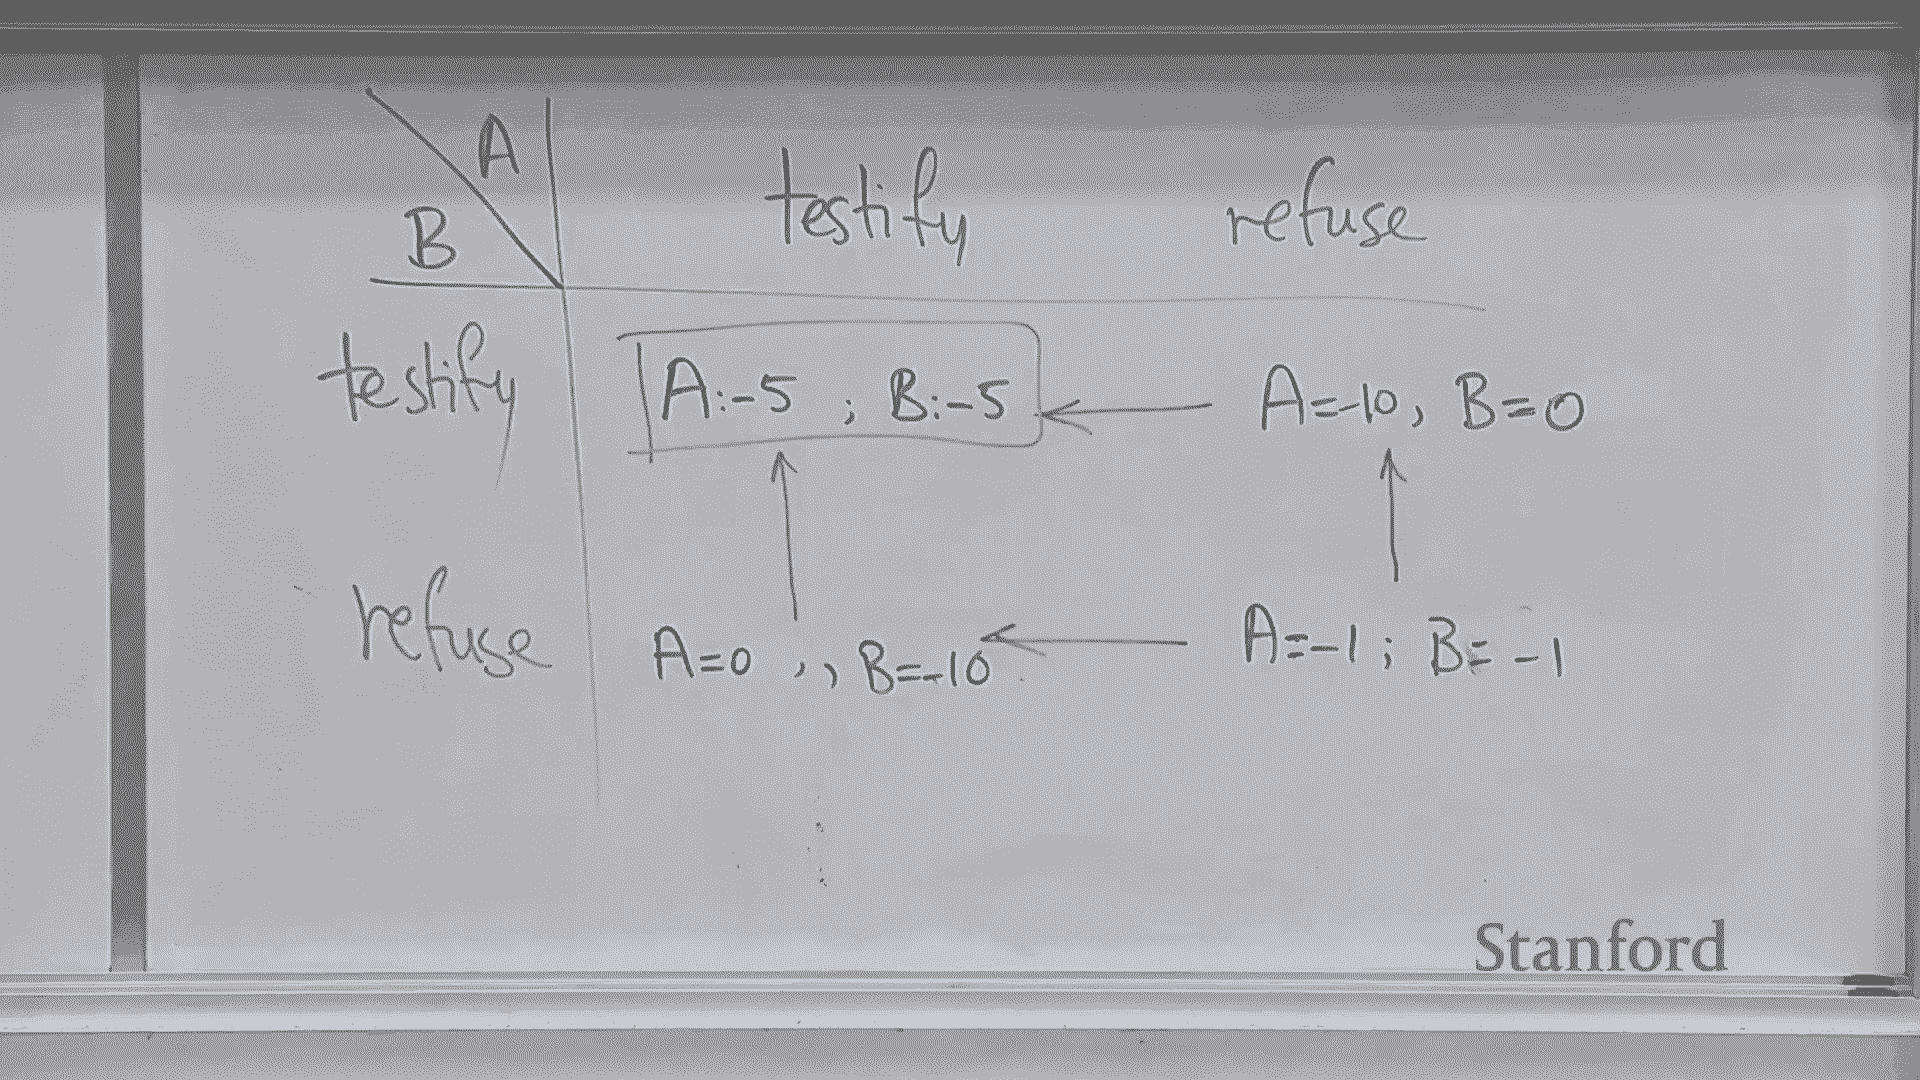 A
B
testify refuse
testify A:-5 ; B:-5 A=-10, B=0
refuse A=0 , , B=-10 A=-1 ; B=-1
Stanford